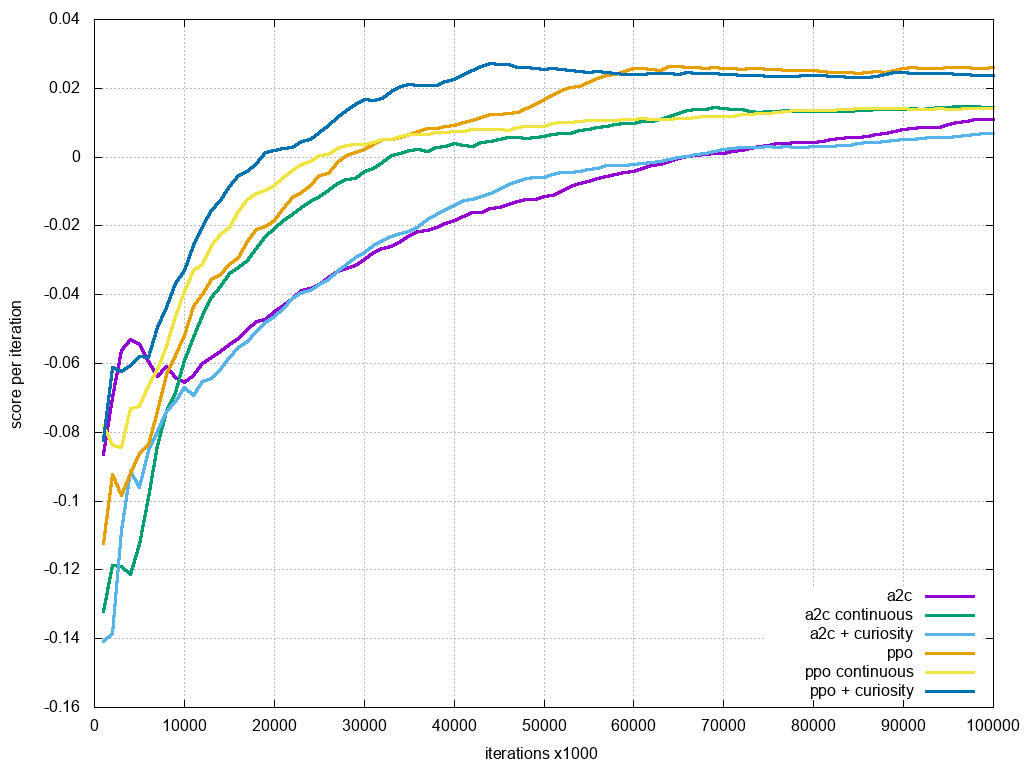 0.04
0.02
0
-0.02
-0.04
-0.06
-0.08
-0.1
-0.12
-0.14
-0.16
score per iteration
a2c
a2c continuous
a2c + curiosity
ppo
ppo continuous
ppo + curiosity
0 10000 20000 30000 40000 50000 60000 70000 80000 90000 100000
iterations x1000